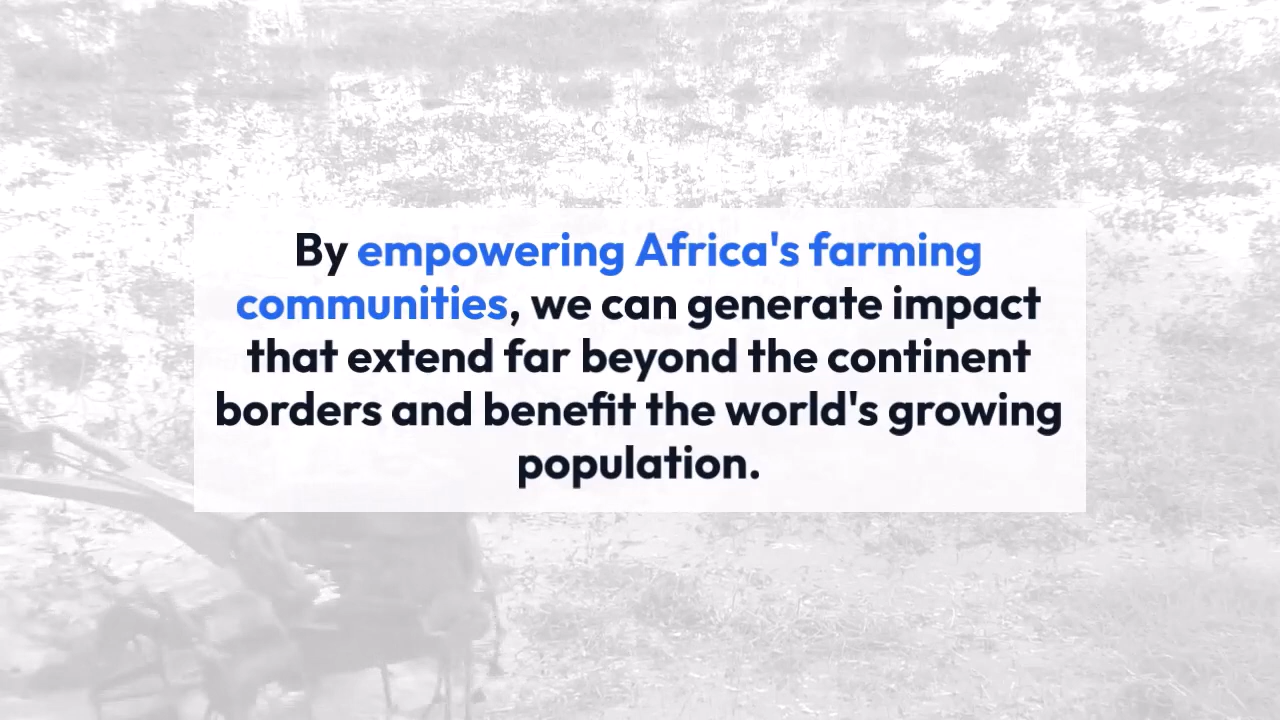 By empowering Africa's farming
communities, we can generate impact
that extend far beyond the continent
borders and benefit the world's growing
population.